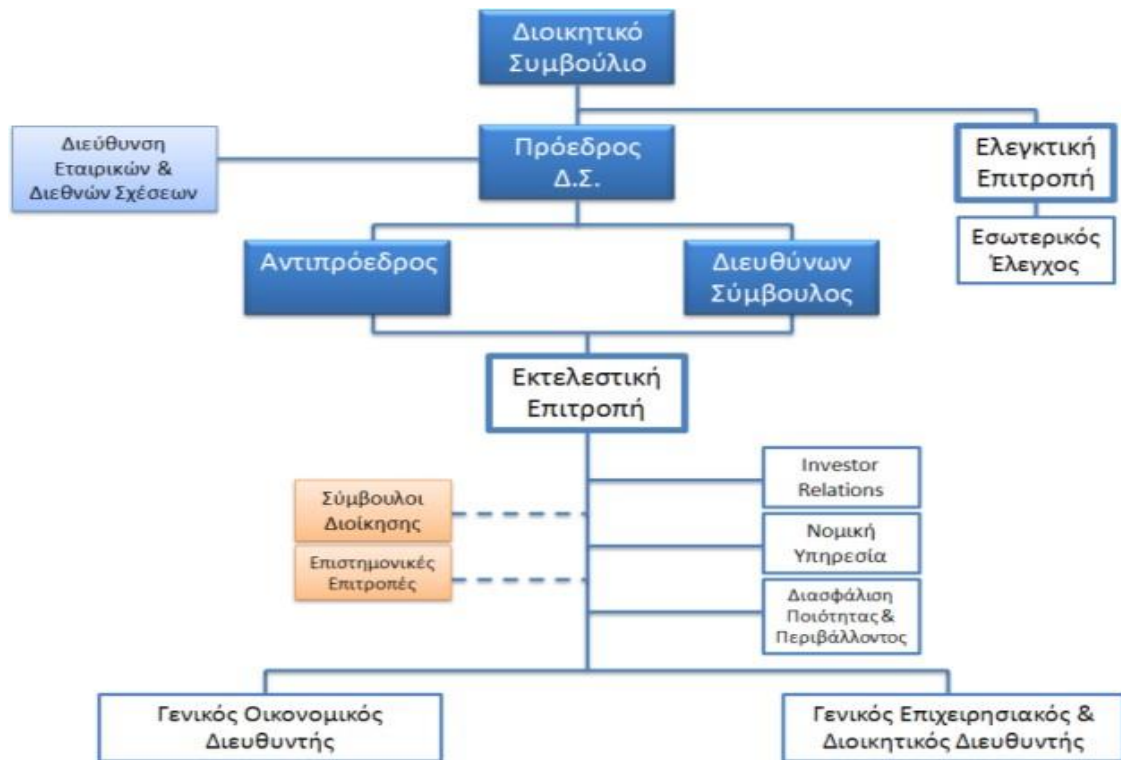 Διοικητικό
Συμβούλιο
Διεύθυνση
Εταιρικών &
Διεθνών Σχέσεων
Πρόεδρος
Δ.Σ.
Ελεγκτική
Επιτροπή
Εσωτερικός
Έλεγχος
Αντιπρόεδρος
Διευθύνων
Σύμβουλος
Εκτελεστική
Επιτροπή
Σύμβουλοι
Διοίκησης
Επιστημονικές
Επιτροπές
Investor
Relations
Νομική
Υπηρεσία
Διασφάλιση
Ποιότητας &
Περιβάλλοντος
Γενικός Οικονομικός
Διευθυντής
Γενικός Επιχειρησιακός &
Διοικητικός Διευθυντής